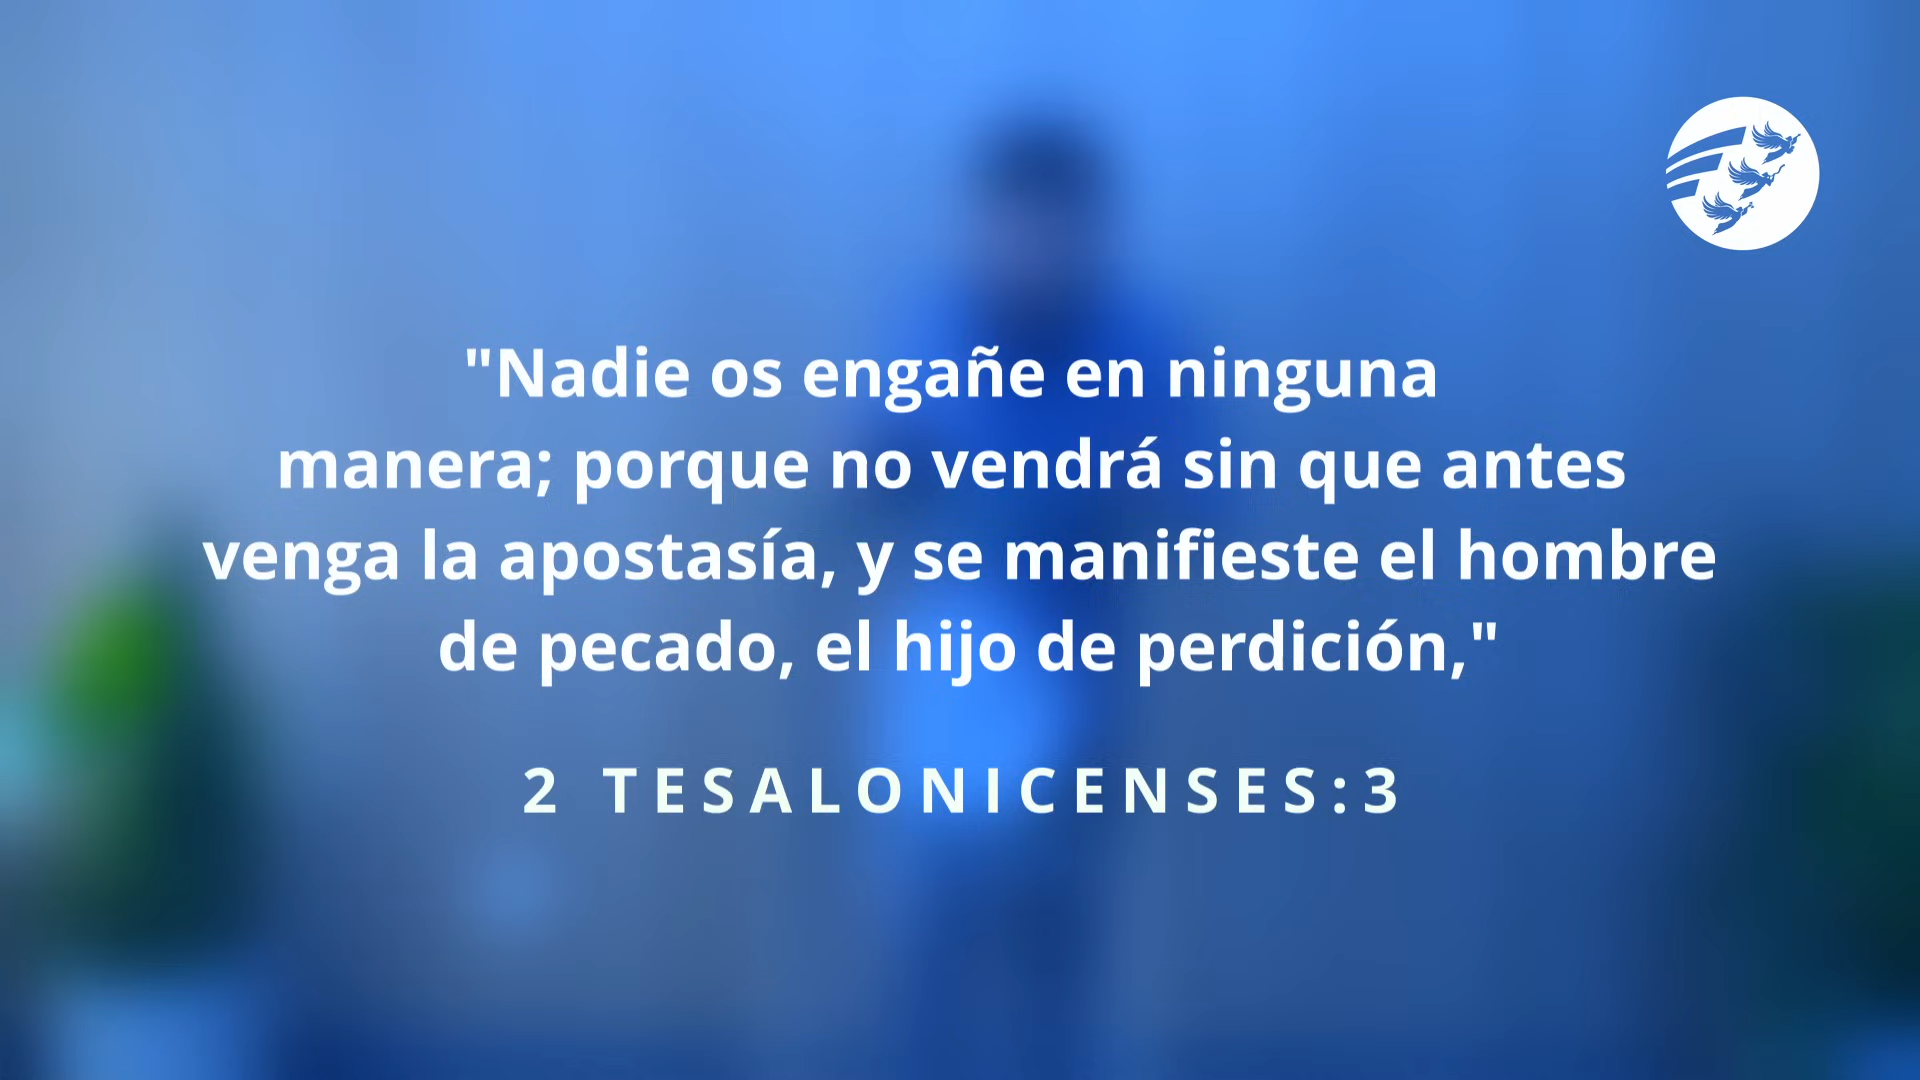 "Nadie os engañe en ninguna
manera; porque no vendrá sin que antes
venga la apostasía, y se manifieste el hombre
de pecado, el hijo de perdición,"
2 TESALONICENSES:3